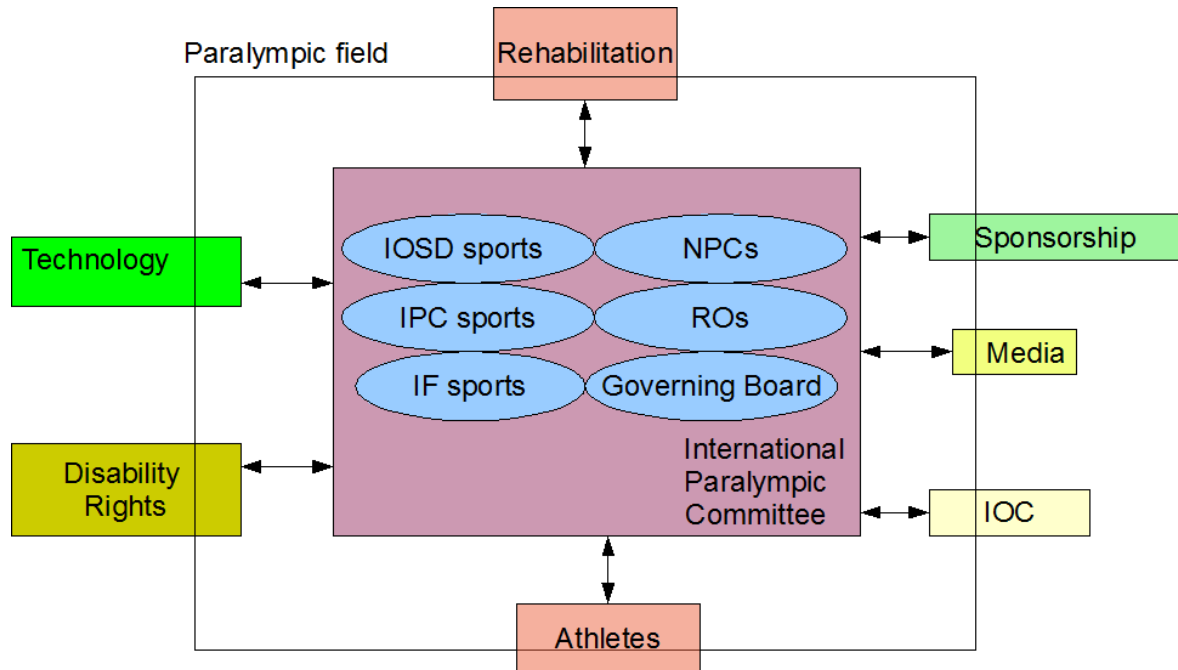 Paralympic field
Rehabilitation
Technology
IOSD sports
NPCs
Sponsorship
IPC sports
ROs
Media
IF sports
Governing Board
Disability
Rights
International
Paralympic
Committee
IOC
Athletes